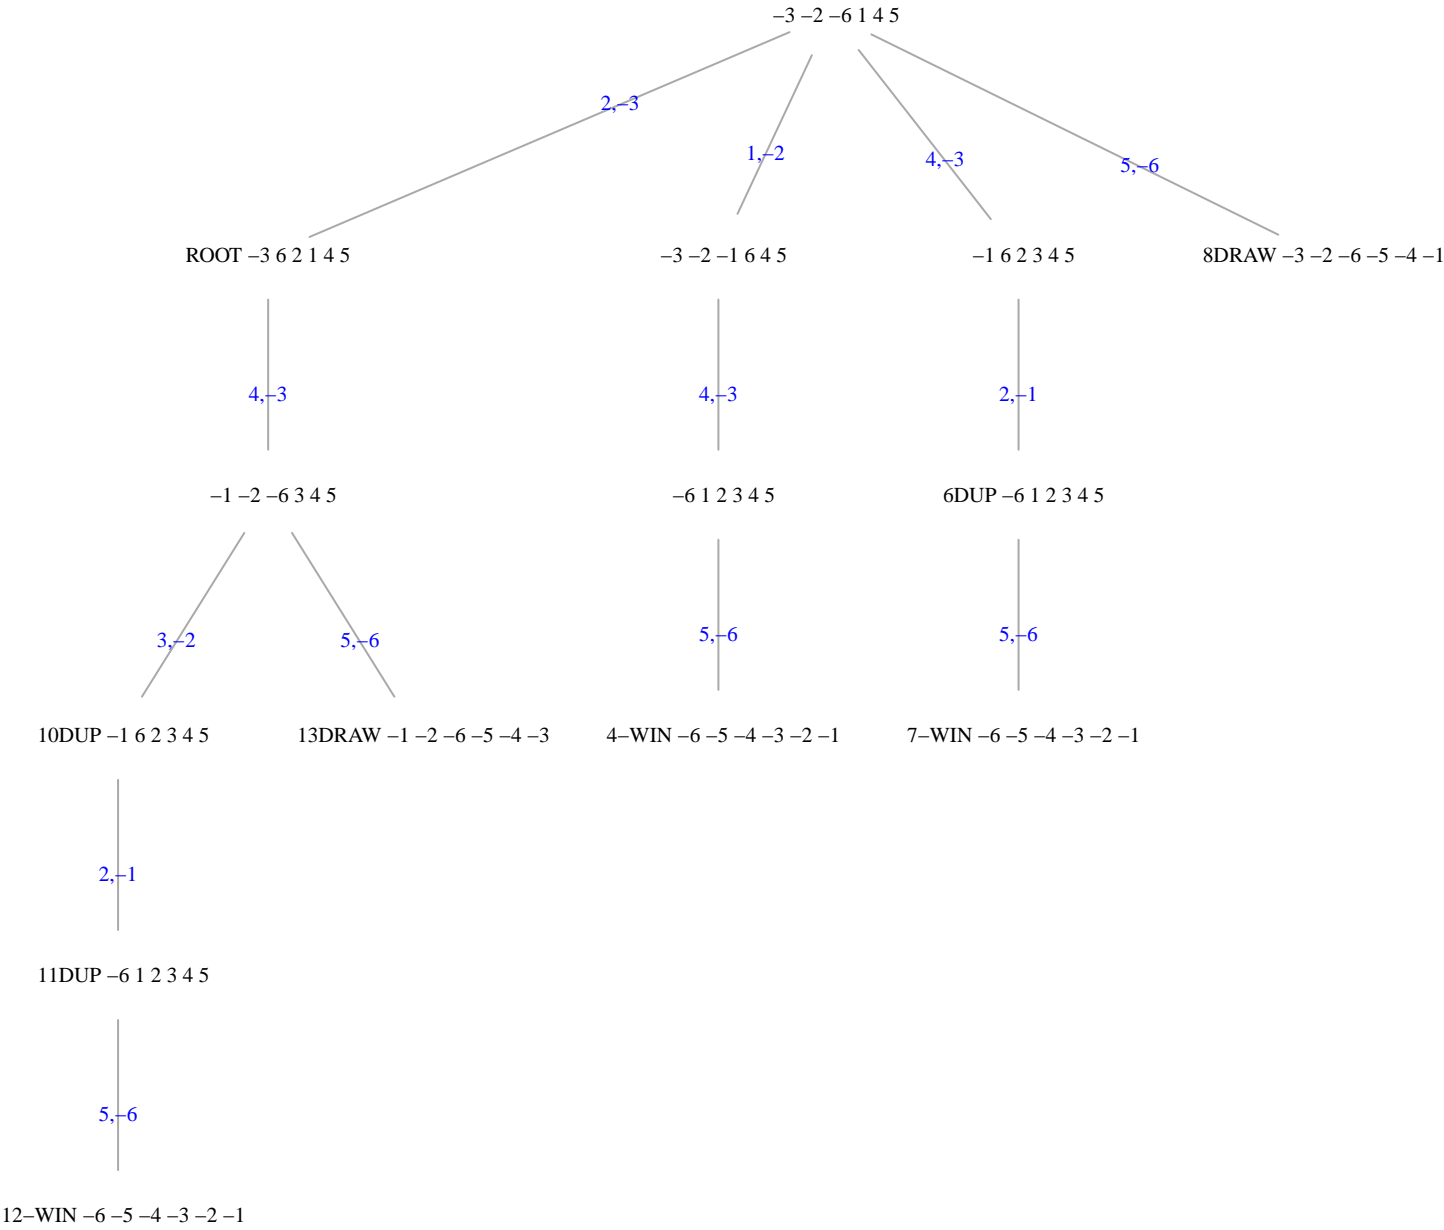 −3 −2 −6 1 4 5
2,−3
1,−2
4,−3
5,−6
ROOT −3 6 2 1 4 5
−3 −2 −1 6 4 5
−1 6 2 3 4 5
8DRAW −3 −2 −6 −5 −4 −1
4,−3
4,−3
2,−1
−1 −2 −6 3 4 5
−6 1 2 3 4 5
6DUP −6 1 2 3 4 5
3,−2
5,−6
5,−6
5,−6
10DUP −1 6 2 3 4 5
13DRAW −1 −2 −6 −5 −4 −3
4−WIN −6 −5 −4 −3 −2 −1
7−WIN −6 −5 −4 −3 −2 −1
2,−1
11DUP −6 1 2 3 4 5
5,−6
12−WIN −6 −5 −4 −3 −2 −1